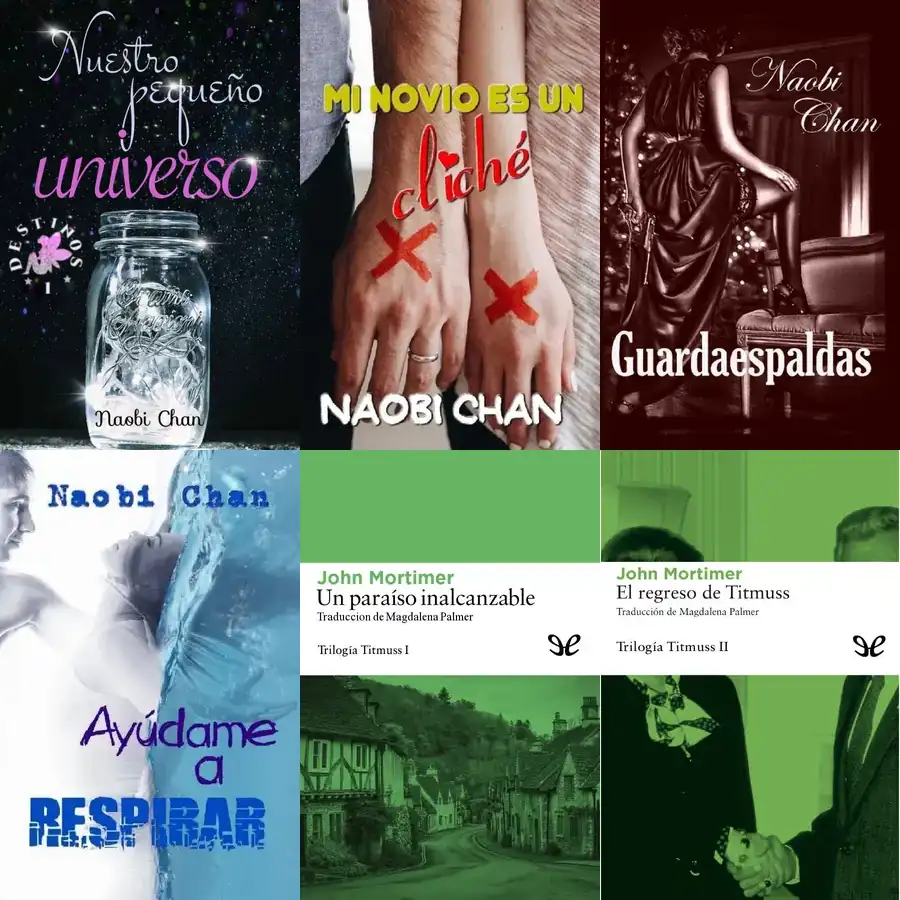 Nuestro
pequeño
universo
DESTINOS
I
Naobi Chan
MI NOVIO ES UN
cliché
NAOBI CHAN
Naobi
Chan
Guardaespaldas
Naobi Chan
Ayúdame
a
RESPIRAR
John Mortimer
Un paraíso inalcanzable
Traduccion de Magdalena Palmer
Trilogía Titmuss I
John Mortimer
El regreso de Titmuss
Traducción de Magdalena Palmer
Trilogía Titmuss II